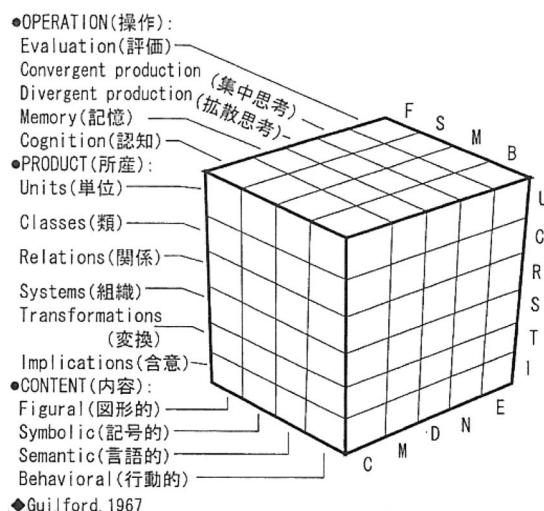 ●OPERATION(操作):
Evaluation(評価)
Convergent production (集中思考)
Divergent production (拡散思考)
Memory(記憶)
Cognition(認知)
●PRODUCT(所産):
Units(単位)
Classes(類)
Relations(関係)
Systems(組織)
Transformations
(変換)
Implications(含意)
●CONTENT(内容):
Figural(図形的)
Symbolic(記号的)
Semantic(言語的)
Behavioral(行動的)
◆Guilford, 1967
F S M B
U
C
R
S
T
I
C M D N E